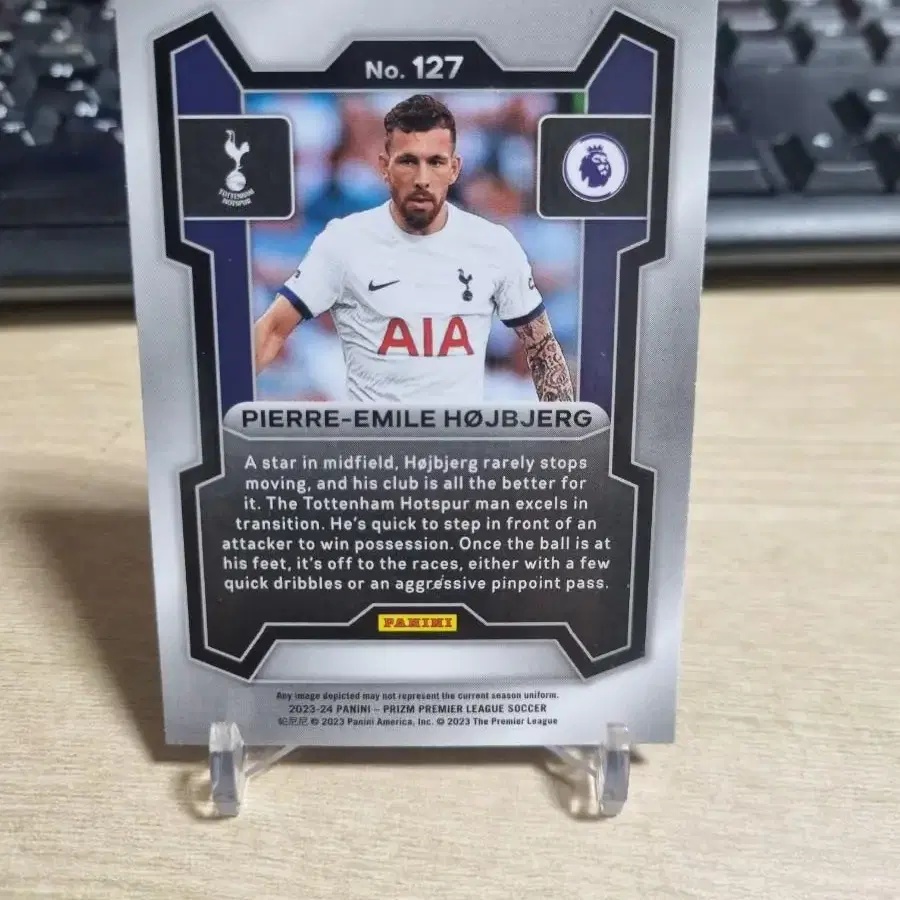 No. 127
TOTTENHAM
HOTSPUR
AIA
PIERRE-EMILE HØJBJERG
A star in midfield, Højbjerg rarely stops
moving, and his club is all the better for
it. The Tottenham Hotspur man excels in
transition. He's quick to step in front of an
attacker to win possession. Once the ball is at
his feet, it's off to the races, either with a few
quick dribbles or an aggressive pinpoint pass.
PANINI
Any image depicted may not represent the current season uniform.
2023-24 PANINI – PRIZM PREMIER LEAGUE SOCCER
帕尼尼 © 2023 Panini America, Inc. © 2023 The Premier League